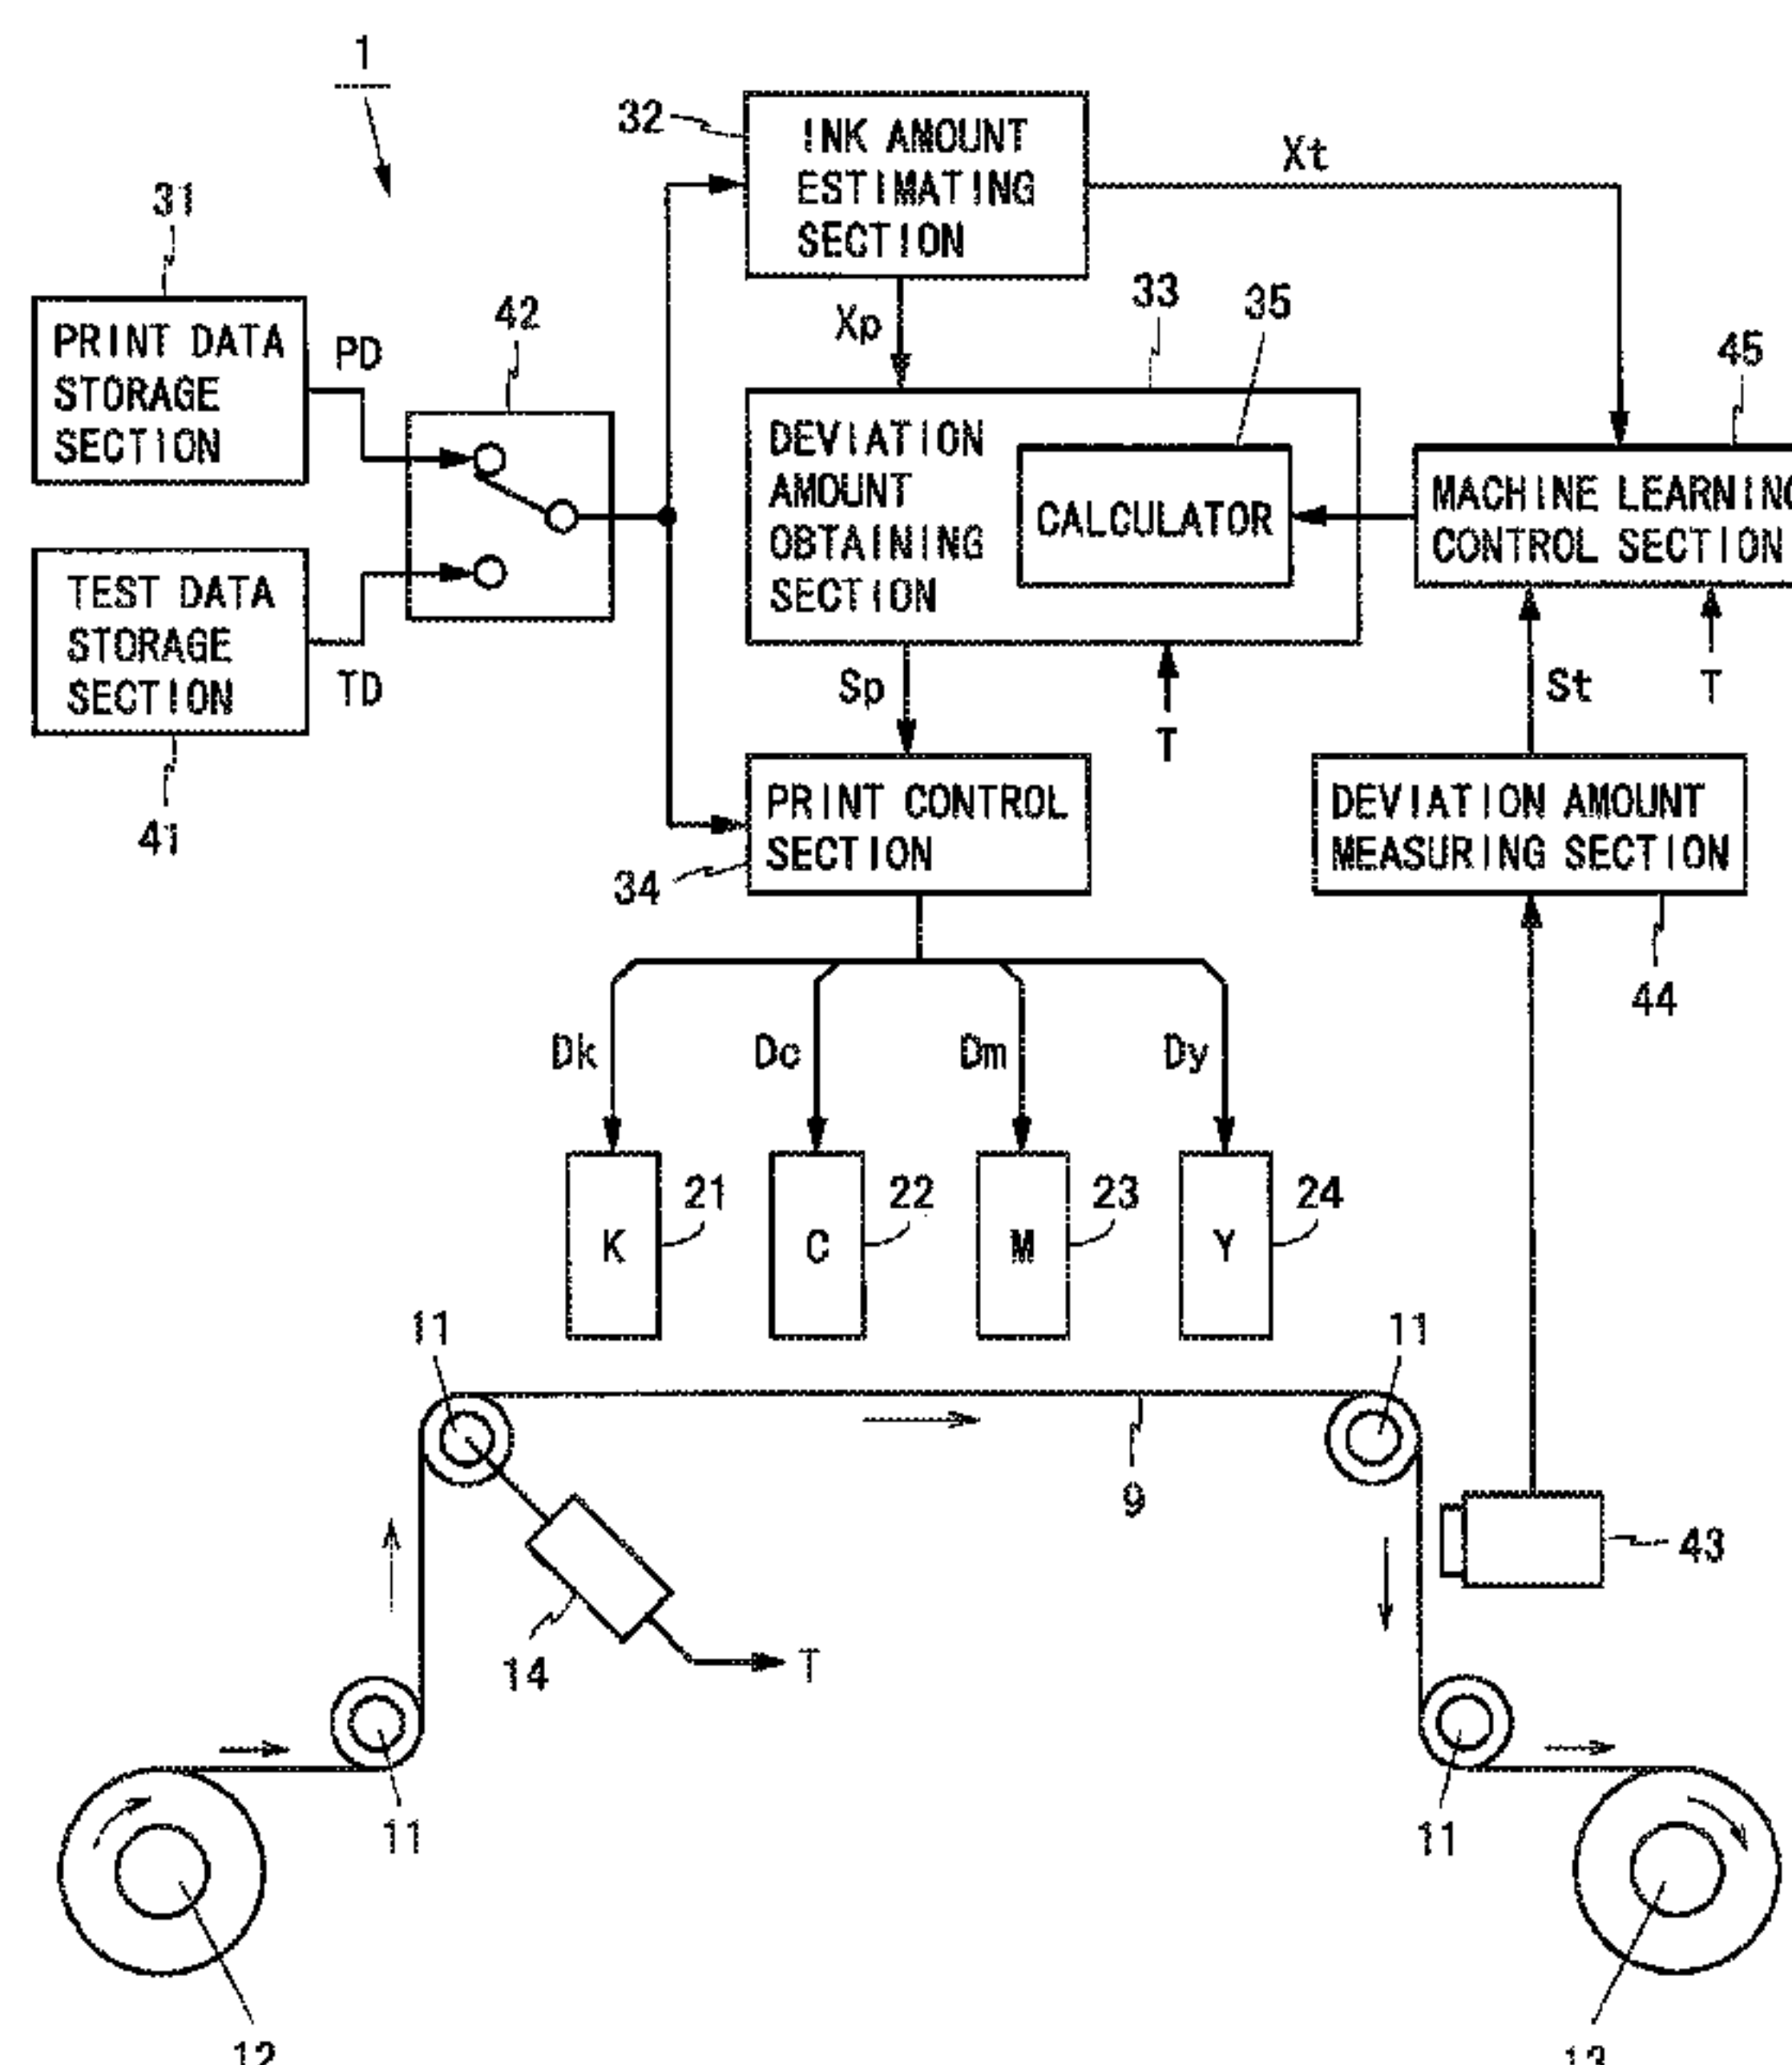 1
32
INK AMOUNT
ESTIMATING
SECTION
Xt
31
PRINT DATA
STORAGE
SECTION
PD
42
Xp
33
35
45
DEVIATION
AMOUNT
OBTAINING
SECTION
CALCULATOR
MACHINE LEARNING
CONTROL SECTION
TEST DATA
STORAGE
SECTION
TD
41
Sp
T
St
T
PRINT CONTROL
SECTION
34
DEVIATION AMOUNT
MEASURING SECTION
44
Dk
Dc
Dm
Dy
K
21
C
22
M
23
Y
24
11
11
9
43
14
T
11
11
12
13